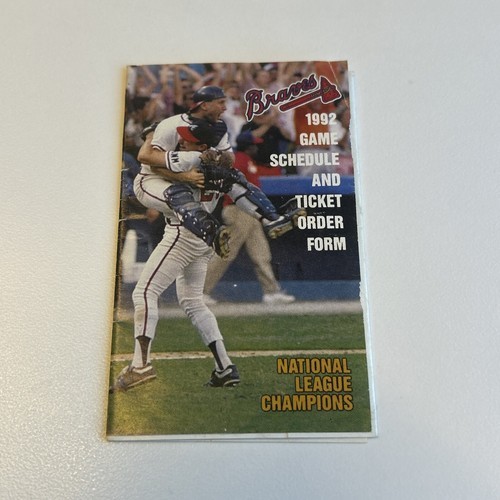 Braves
1992
GAME
SCHEDULE
AND
TICKET
ORDER
FORM
NATIONAL
LEAGUE
CHAMPIONS